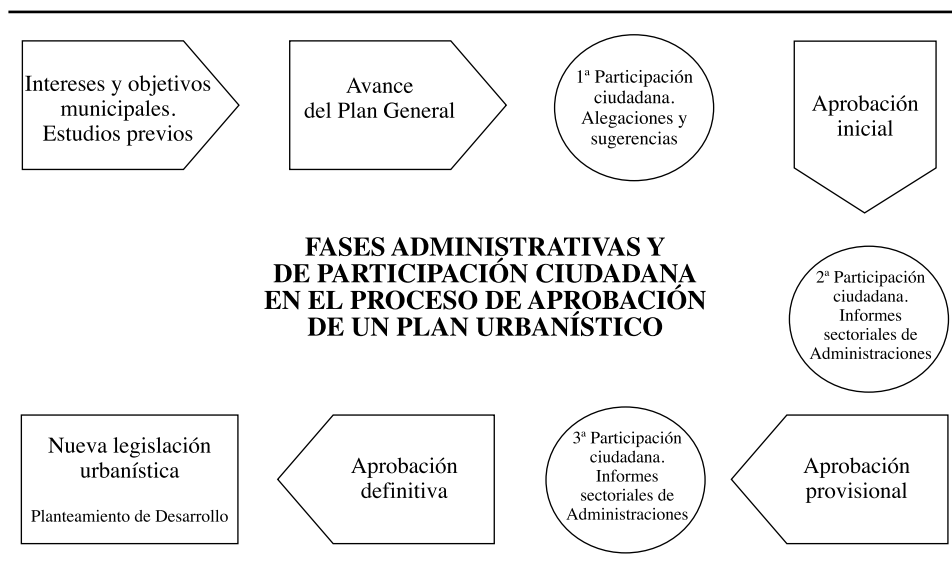 Intereses y objetivos
municipales.
Estudios previos
Avance
del Plan General
1ª Participación
ciudadana.
Alegaciones y
sugerencias
Aprobación
inicial
FASES ADMINISTRATIVAS Y
DE PARTICIPACIÓN CIUDADANA
EN EL PROCESO DE APROBACIÓN
DE UN PLAN URBANÍSTICO
2ª Participación
ciudadana.
Informes
sectoriales de
Administraciones
Nueva legislación
urbanística
Planteamiento de Desarrollo
Aprobación
definitiva
3ª Participación
ciudadana.
Informes
sectoriales de
Administraciones
Aprobación
provisional